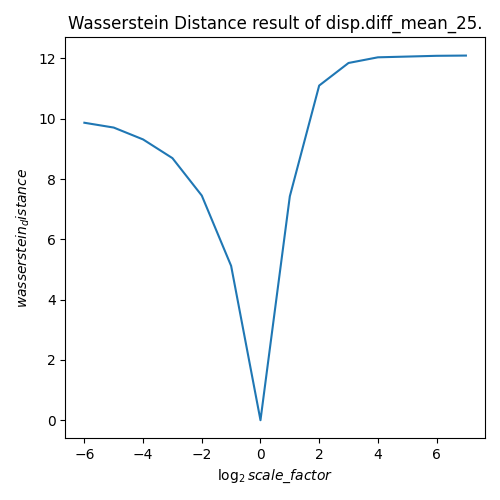 Wasserstein Distance result of disp.diff_mean_25.
12
10
8
6
4
2
0
wasserstein_distance
−6 −4 −2 0 2 4 6
log₂ scale_factor